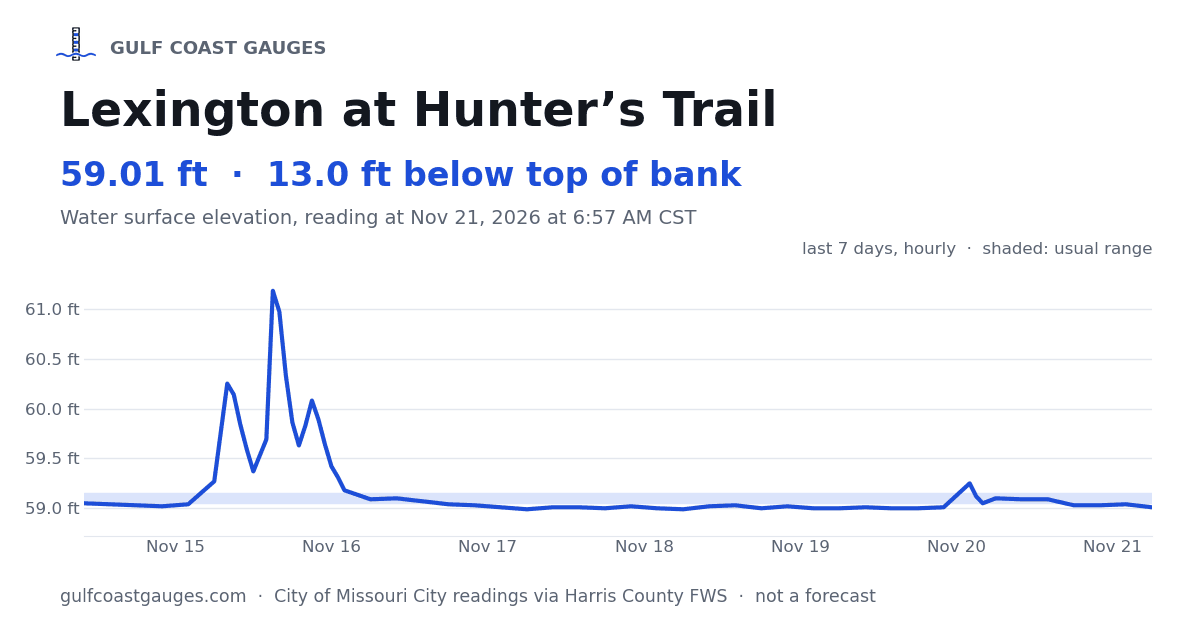 GULF COAST GAUGES
Lexington at Hunter’s Trail
59.01 ft · 13.0 ft below top of bank
Water surface elevation, reading at Nov 21, 2026 at 6:57 AM CST
last 7 days, hourly · shaded: usual range
61.0 ft
60.5 ft
60.0 ft
59.5 ft
59.0 ft
Nov 15 Nov 16 Nov 17 Nov 18 Nov 19 Nov 20 Nov 21
gulfcoastgauges.com · City of Missouri City readings via Harris County FWS · not a forecast